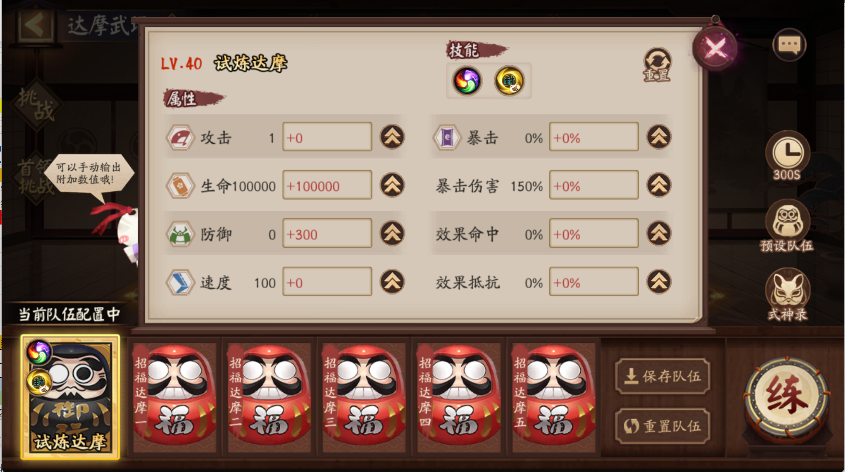 达摩武
LV.40 试炼达摩
技能
重置
属性
攻击 1 +0
暴击 0% +0%
生命100000 +100000
暴击伤害 150% +0%
防御 0 +300
效果命中 0% +0%
速度 100 +0
效果抵抗 0% +0%
挑战
首领挑战
可以手动输出
附加数值哦!
300S
预设队伍
式神录
当前队伍配置中
御
试炼达摩
招福达摩一
福
招福达摩二
福
招福达摩三
福
招福达摩四
福
招福达摩五
福
保存队伍
重置队伍
练